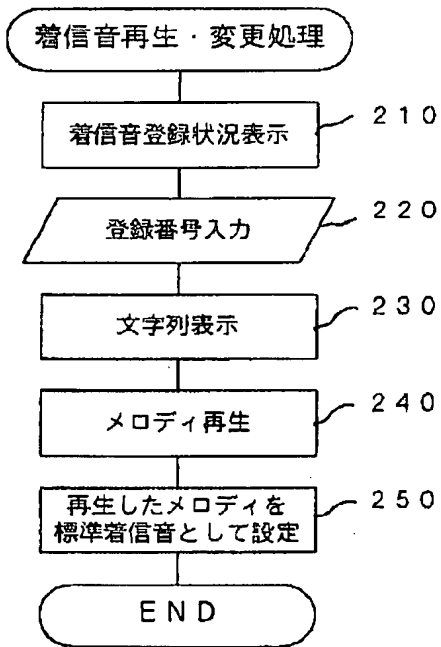 着信音再生・変更処理
着信音登録状況表示
210
登録番号入力
220
文字列表示
230
メロディ再生
240
再生したメロディを
標準着信音として設定
250
END